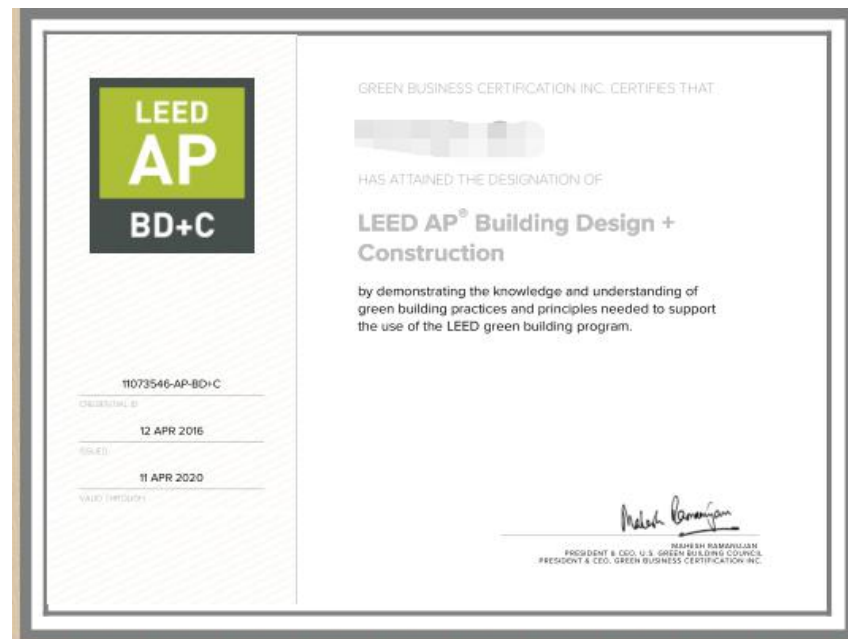 LEED
AP
BD+C
11073546-AP-BD+C
CREDENTIAL ID
12 APR 2016
ISSUED
11 APR 2020
VALID THROUGH
GREEN BUSINESS CERTIFICATION INC. CERTIFIES THAT
HAS ATTAINED THE DESIGNATION OF
LEED AP® Building Design +
Construction
by demonstrating the knowledge and understanding of
green building practices and principles needed to support
the use of the LEED green building program.
Mahesh Ramanujam
MAHESH RAMANUJAM
PRESIDENT & CEO, U.S. GREEN BUILDING COUNCIL
PRESIDENT & CEO, GREEN BUSINESS CERTIFICATION INC.